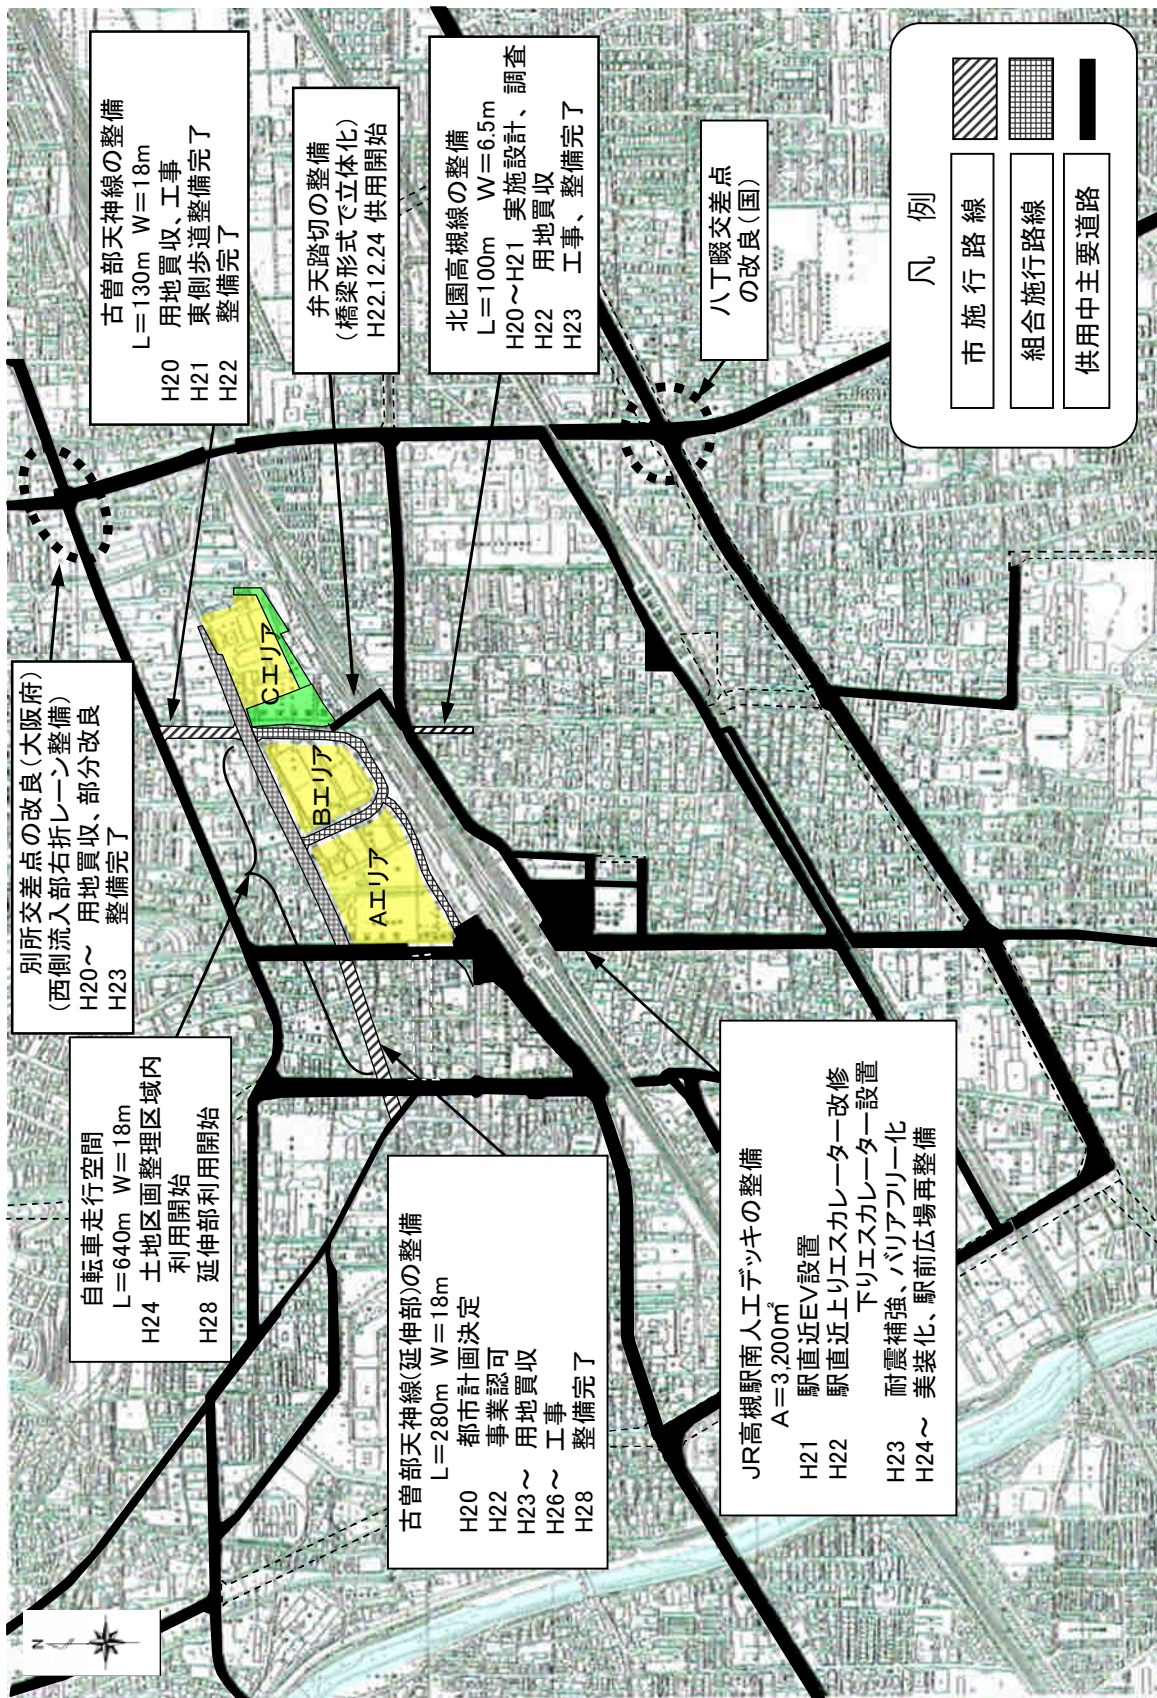 別所交差点の改良(大阪府)
(西側流入部右折レーン整備)
H20～ 用地買収、部分改良
H23 整備完了
古曽部天神線の整備
L=130m W=18m
H20 用地買収、工事
H21 東側歩道整備完了
H22 整備完了
自転車走行空間
L=640m W=18m
H24 土地区画整理区域内
利用開始
H28 延伸部利用開始
弁天踏切の整備
(橋梁形式で立体化)
H22.12.24 供用開始
Aエリア
Bエリア
Cエリア
古曽部天神線(延伸部)の整備
L=280m W=18m
H20 都市計画決定
H22 事業認可
H23～ 用地買収
H26～ 工事
H28 整備完了
北園高槻線の整備
L=100m W=6.5m
H20～H21 実施設計、調査
H22 用地買収
H23 工事、整備完了
JR高槻駅南人工デッキの整備
A=3,200㎡
H21 駅直近EV設置
H22 駅直近上りエスカレーター改修
下りエスカレーター設置
H23 耐震補強、バリアフリー化
H24～ 美装化、駅前広場再整備
八丁畷交差点
の改良(国)
凡例
市施行路線
組合施行路線
供用中主要道路
N